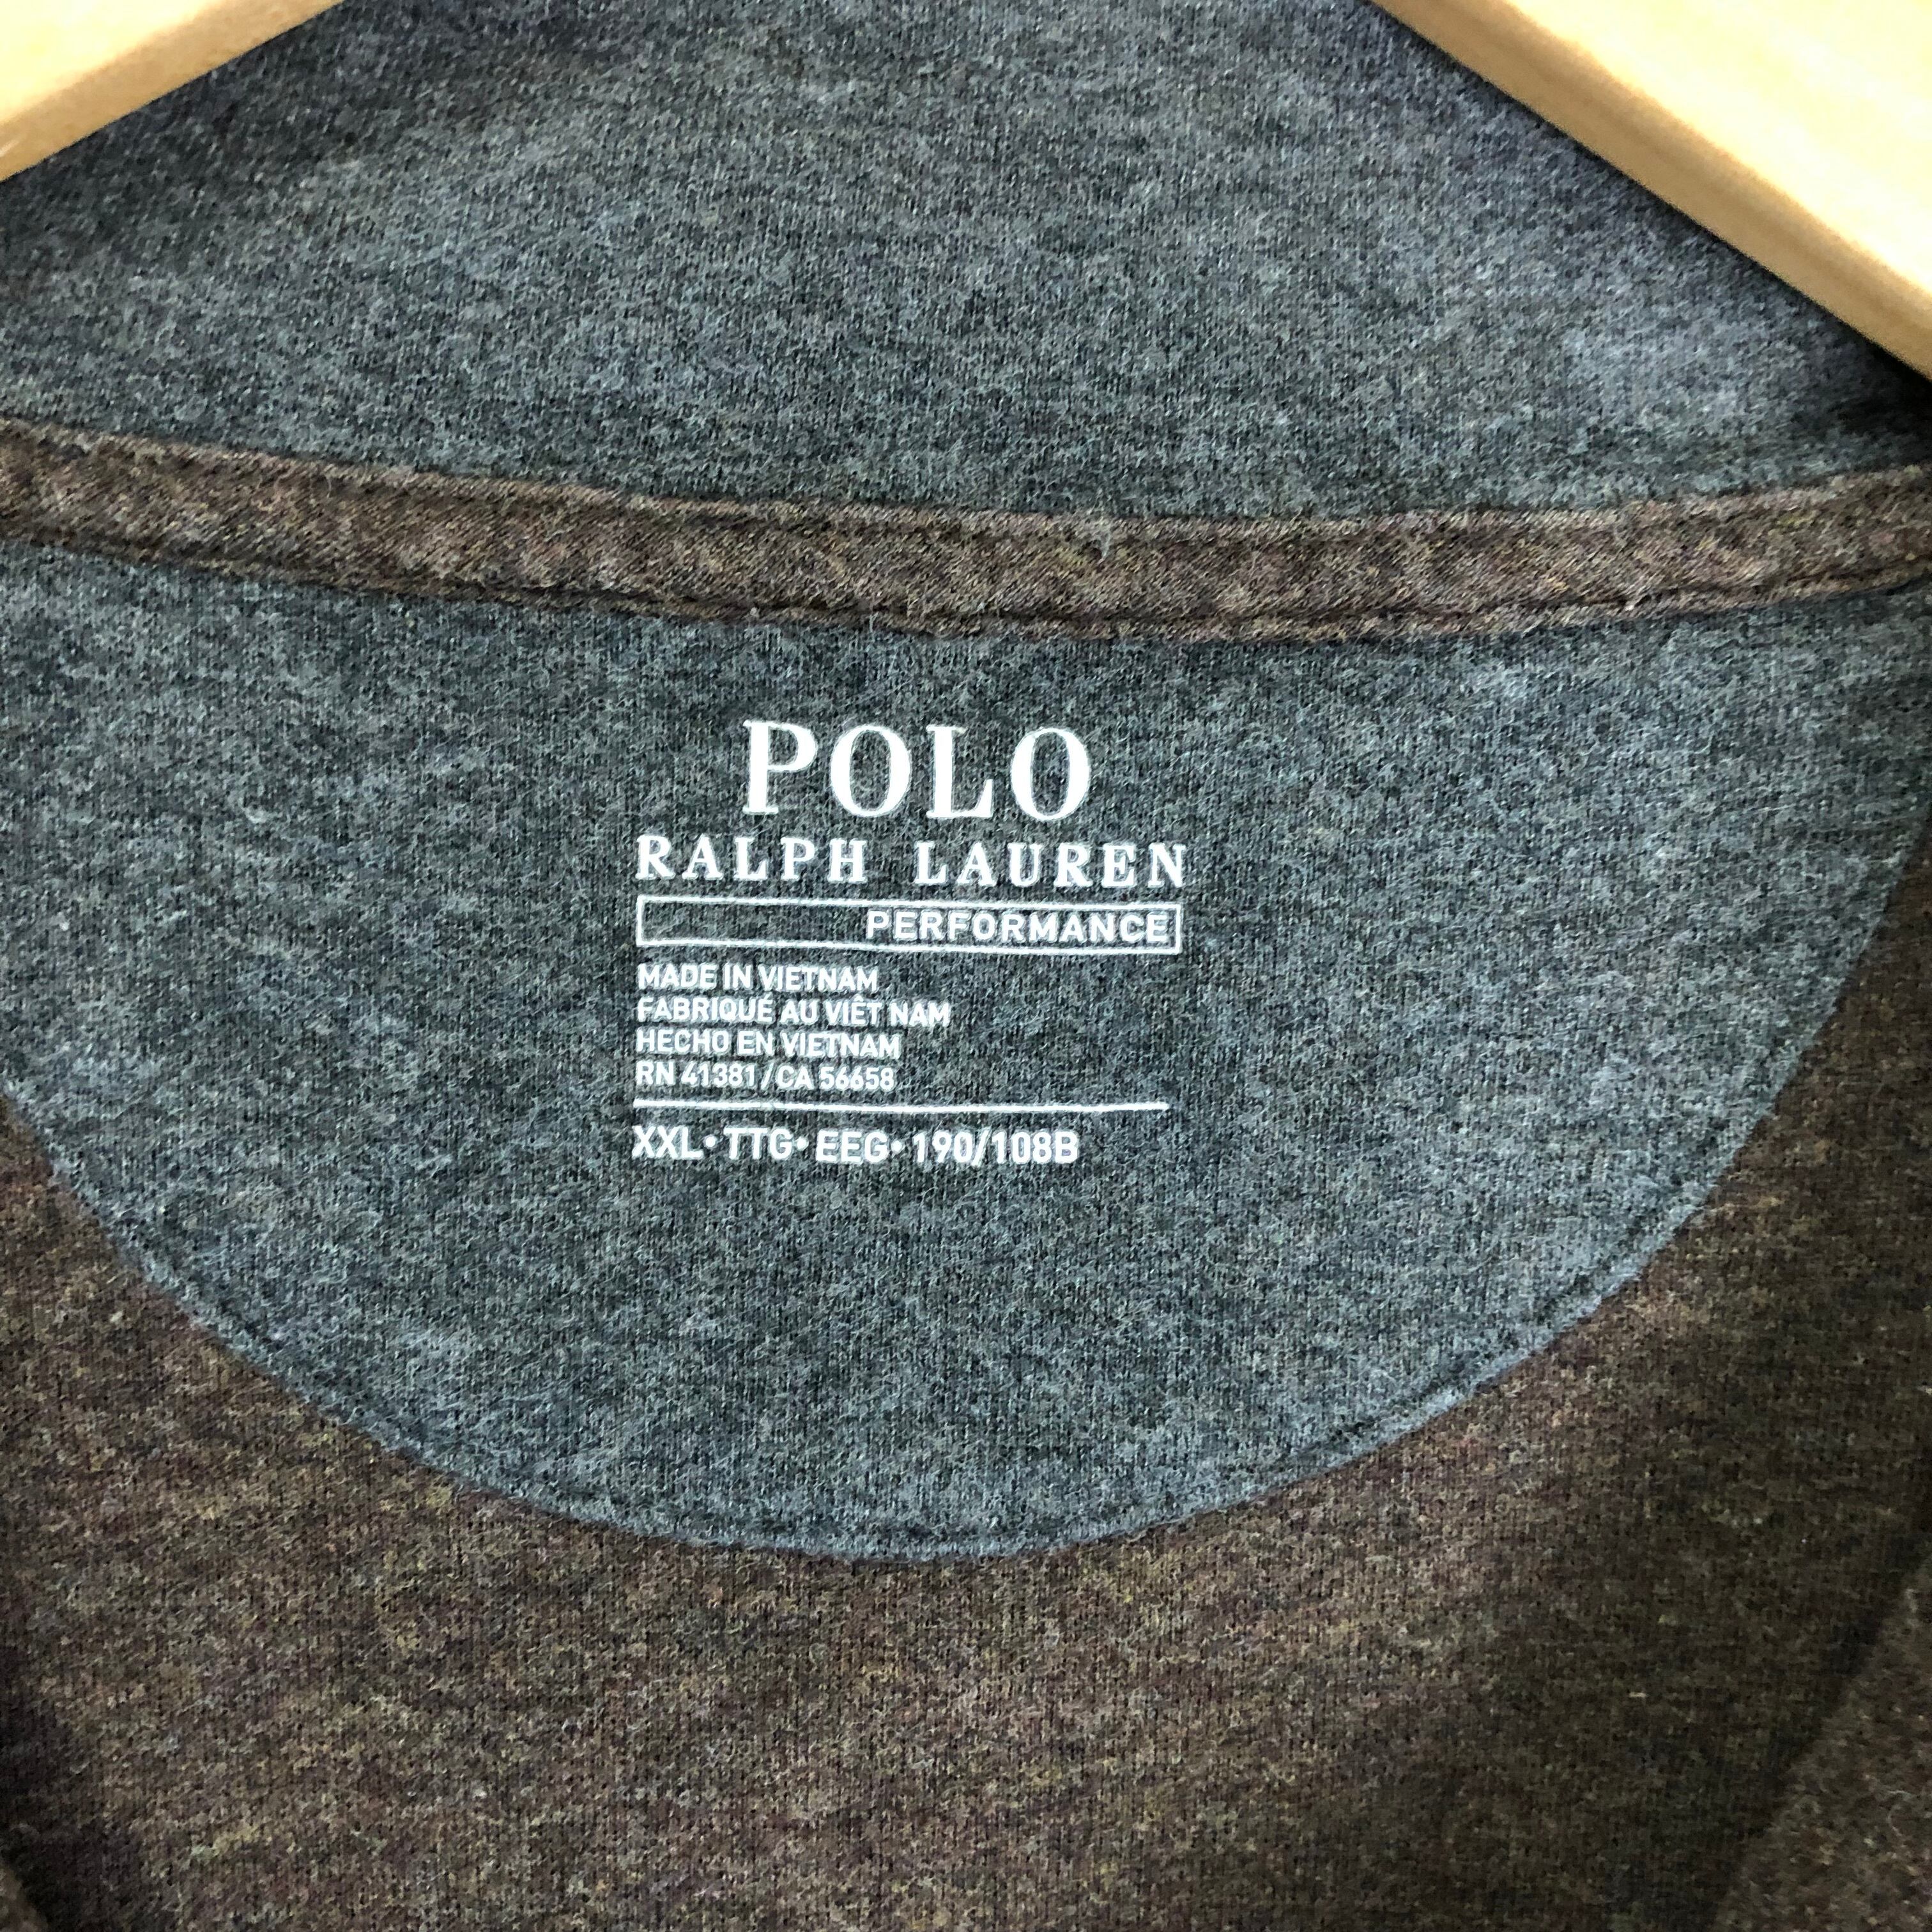 POLO
RALPH LAUREN
PERFORMANCE
MADE IN VIETNAM
FABRIQUÉ AU VIÊT NAM
HECHO EN VIETNAM
RN 41381/CA 56658
XXL•TTG•EEG•190/108B